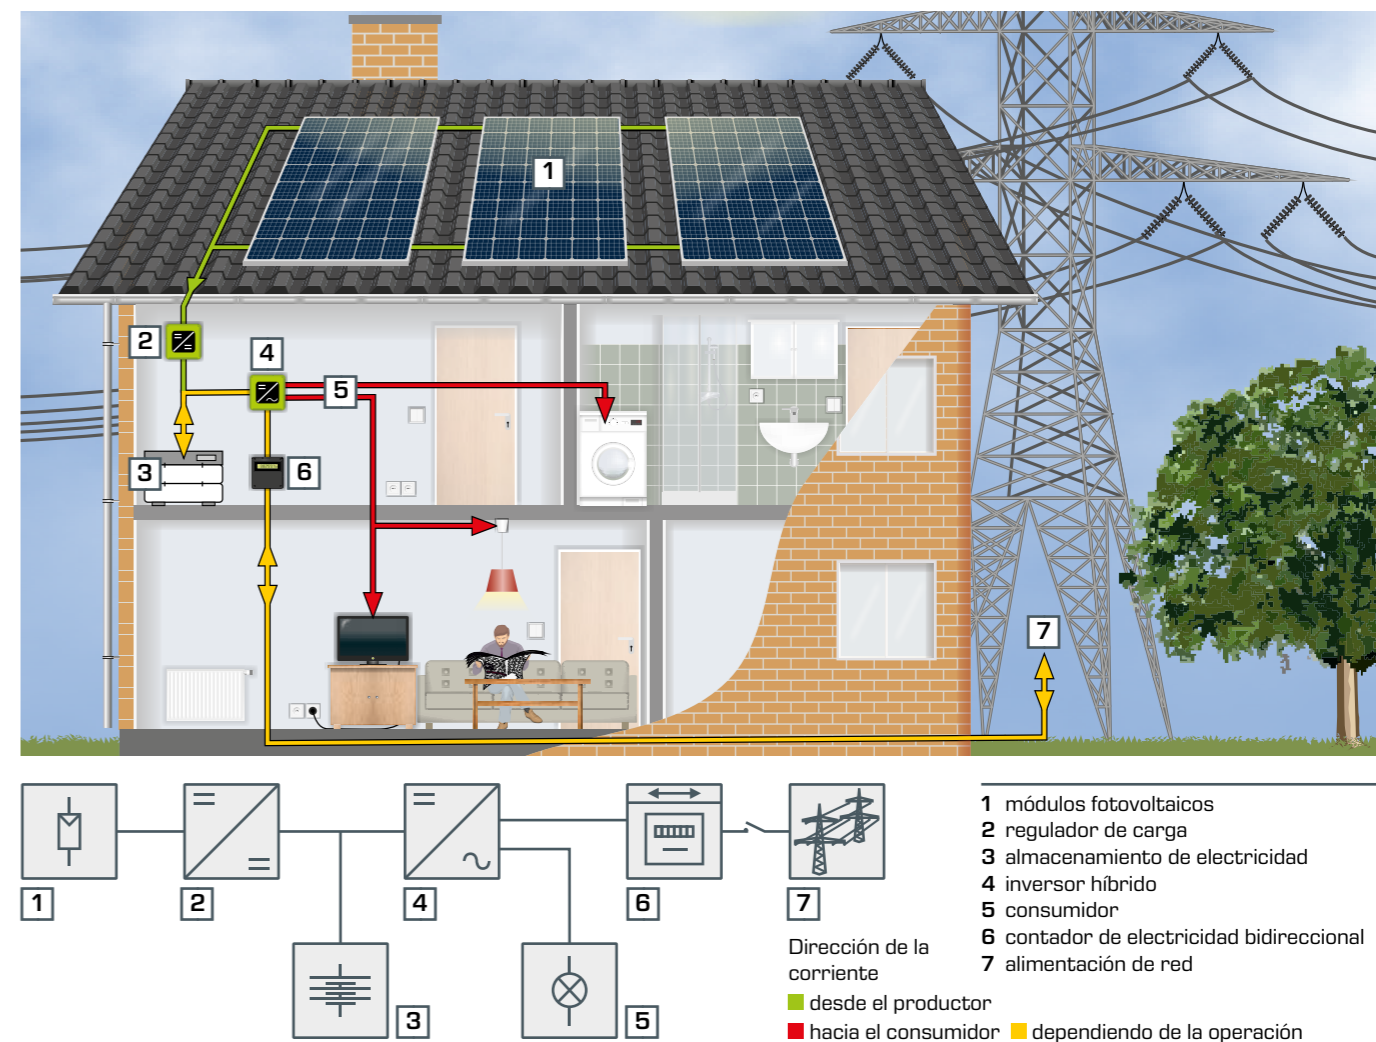 1
2
4
5
3
6
7
1
2
4
6
7
3
5
1 módulos fotovoltaicos
2 regulador de carga
3 almacenamiento de electricidad
4 inversor híbrido
5 consumidor
6 contador de electricidad bidireccional
7 alimentación de red
Dirección de la
corriente
desde el productor
hacia el consumidor dependiendo de la operación